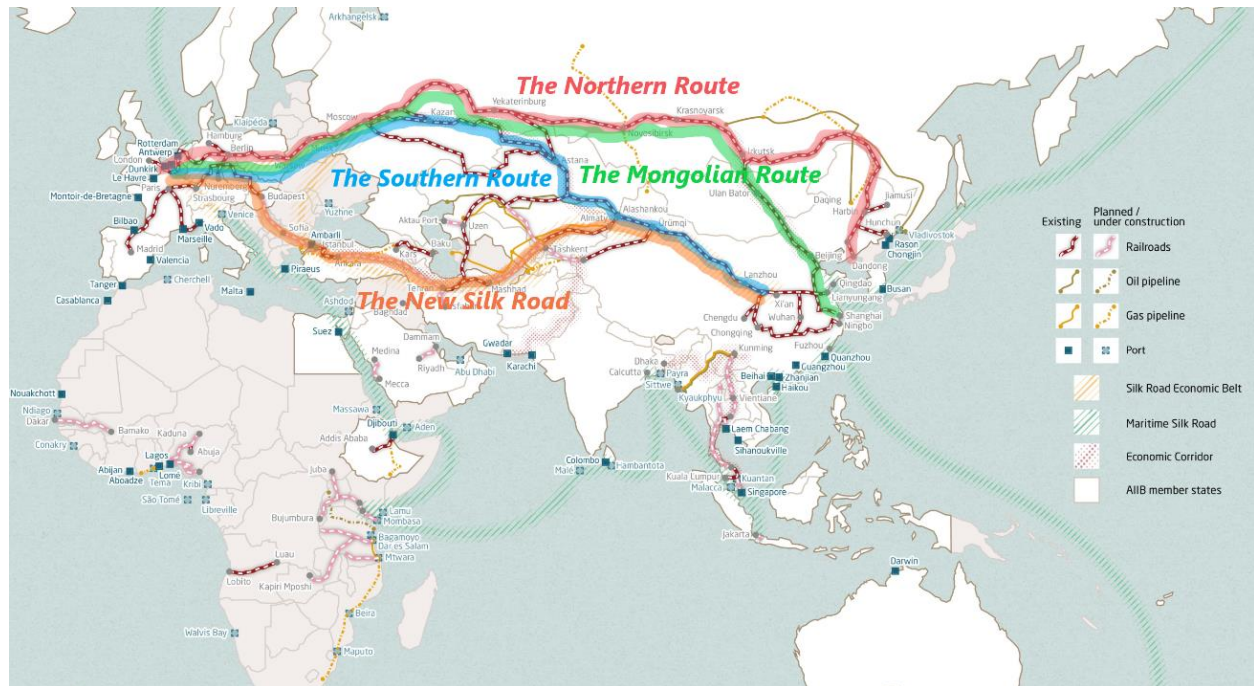 Arkhangelsk
The Northern Route
Klaipėda
Yekaterinburg
Moscow
Kazan
Krasnoyarsk
Hamburg
Rotterdam
Antwerp
Berlin
London
Dunkirk
Le Havre
Novosibirsk
Irkutsk
The Southern Route
The Mongolian Route
Paris
Nuremberg
Strasbourg
Budapest
Astana
Ulan Bator
Montoir-de-Bretagne
Venice
Yuzhne
Aktau Port
Uzen
Alashankou
Almaty
Ürümqi
Daqing
Jiamusi
Harbin
Hunchun
Vladivostok
Rason
Chongjin
Bilbao
Vado
Marseille
Madrid
Valencia
Sofia
Ambarli
Istanbul
Ankara
Kars
Baku
Tashkent
Beijing
Dandong
Lanzhou
Piraeus
Tanger
Cherchell
Malta
Casablanca
Tehran
Mashhad
The New Silk Road
Xi'an
Qingdao
Lianyungang
Busan
Ashdod
Baghdad
Suez
Chengdu
Wuhan
Shanghai
Ningbo
Chongqing
Medina
Dammam
Riyadh
Abu Dhabi
Mecca
Gwadar
Karachi
Fuzhou
Kunming
Quanzhou
Guangzhou
Dhaka
Calcutta
Payra
Sittwe
Kyaukphyu
Beihai
Zhanjian
Haikou
Vientiane
Nouakchott
Ndiago
Dakar
Bamako
Conakry
Kaduna
Abuja
Massawa
Djibouti
Aden
Addis Ababa
Laem Chabang
Sihanoukville
Abijan
Aboadze
Tema
Lomé
Lagos
Kribi
São Tomé
Libreville
Juba
Colombo
Hambantota
Malé
Kuala Lumpur
Kuantan
Malacca
Singapore
Bujumbura
Lamu
Mombasa
Bagamoyo
Dar es Salam
Mtwara
Jakarta
Luau
Lobito
Kapiri Mposhi
Darwin
Beira
Walvis Bay
Maputo
Existing
Planned /
under construction
Railroads
Oil pipeline
Gas pipeline
Port
Silk Road Economic Belt
Maritime Silk Road
Economic Corridor
AIIB member states